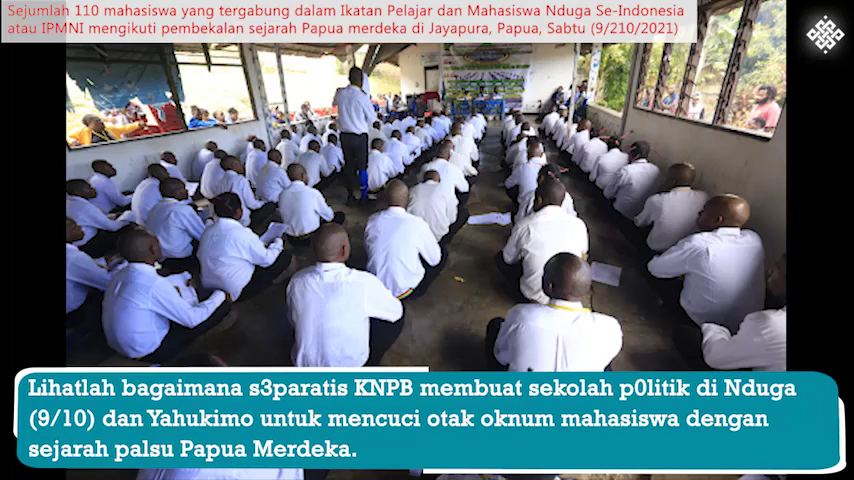 Sejumlah 110 mahasiswa yang tergabung dalam Ikatan Pelajar dan Mahasiswa Nduga Se-Indonesia
atau IPMNI mengikuti pembekalan sejarah Papua merdeka di Jayapura, Papua, Sabtu (9/210/2021)
Lihatlah bagaimana s3paratis KNPB membuat sekolah p0litik di Nduga
(9/10) dan Yahukimo untuk mencuci otak oknum mahasiswa dengan
sejarah palsu Papua Merdeka.